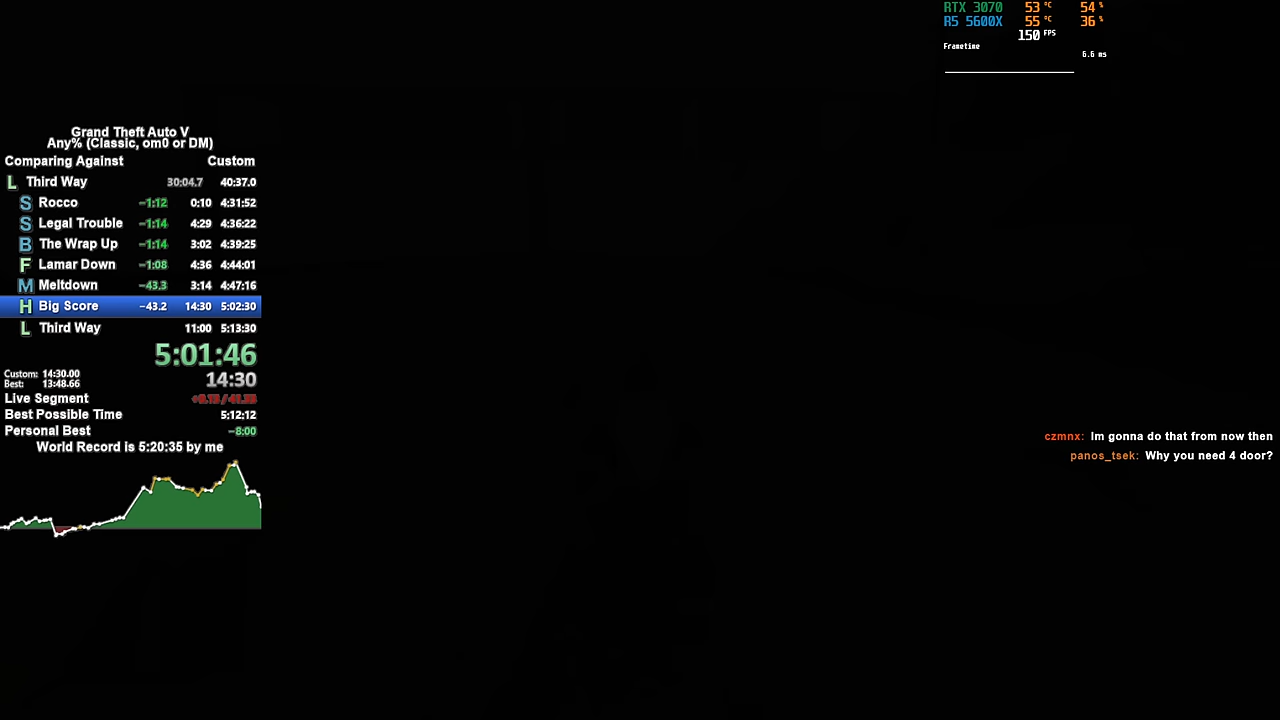 RTX 3070 53 °C 54 %
R5 5600X 55 °C 36 %
150 FPS
Frametime
6.6 ms
Grand Theft Auto V
Any% (Classic, om0 or DM)
Comparing Against Custom
L Third Way 30:04.7 40:37.0
S Rocco −1:12 0:10 4:31:52
S Legal Trouble −1:14 4:29 4:36:22
B The Wrap Up −1:14 3:02 4:39:25
F Lamar Down −1:08 4:36 4:44:01
M Meltdown −43.3 3:14 4:47:16
H Big Score −43.2 14:30 5:02:30
L Third Way 11:00 5:13:30
5:01:46
Custom: 14:30.00
Best: 13:48.66
14:30
Live Segment
Best Possible Time 5:12:12
Personal Best −8:00
World Record is 5:20:35 by me
czmnx: Im gonna do that from now then
panos_tsek: Why you need 4 door?